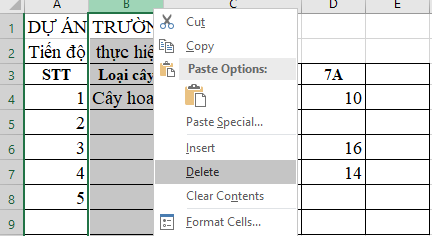 A B C D E
1 DỰ ÁN TRƯỜN
2 Tiến độ thực hiệ
3 STT Loại cây 7A
4 1 Cây hoa 10
5 2
6 3 16
7 4 14
8 5
9
Cut
Copy
Paste Options:
Paste Special...
Insert
Delete
Clear Contents
Format Cells...